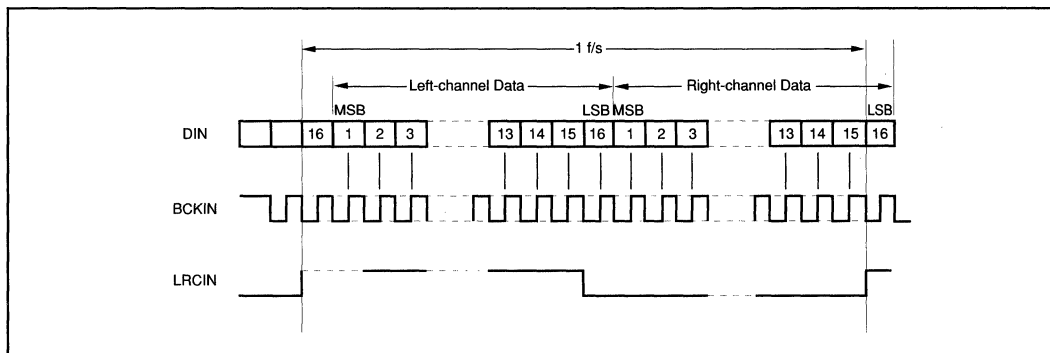 1 f/s
Left-channel Data Right-channel Data
MSB LSB MSB LSB
DIN 16 1 2 3 13 14 15 16 1 2 3 13 14 15 16
BCKIN
LRCIN